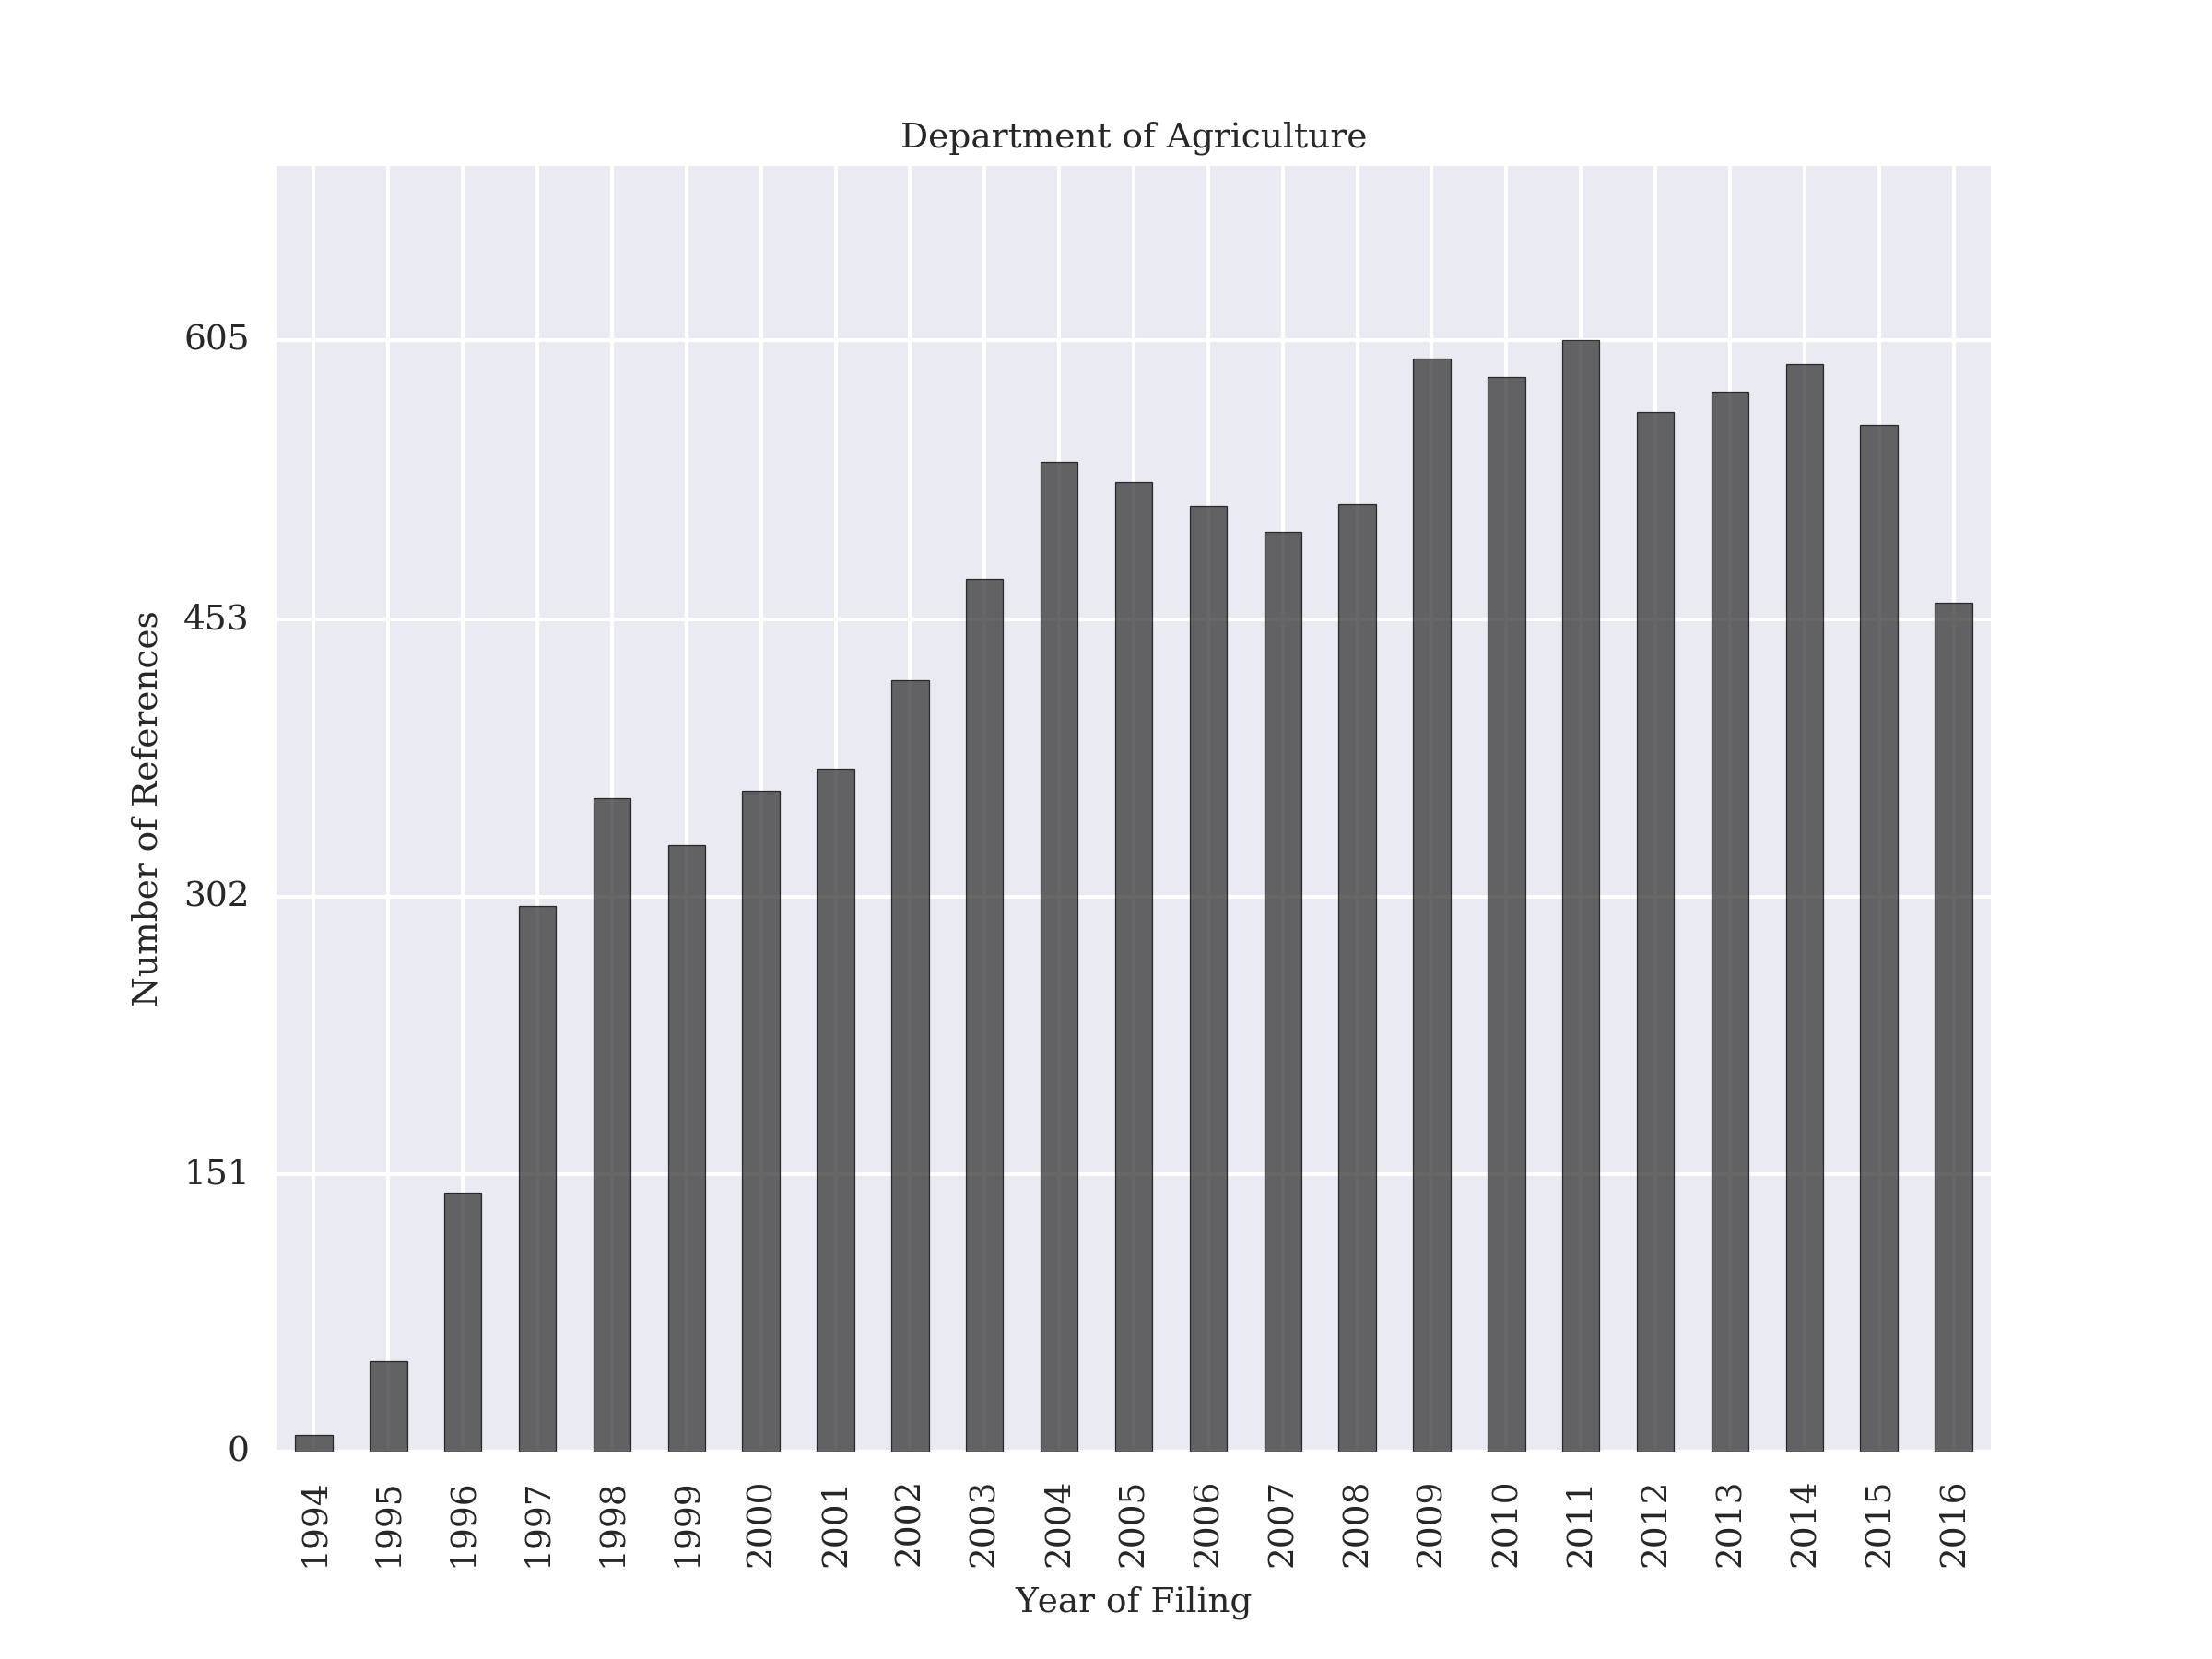 Department of Agriculture
605
453
302
151
0
Number of References
1994 1995 1996 1997 1998 1999 2000 2001 2002 2003 2004 2005 2006 2007 2008 2009 2010 2011 2012 2013 2014 2015 2016
Year of Filing